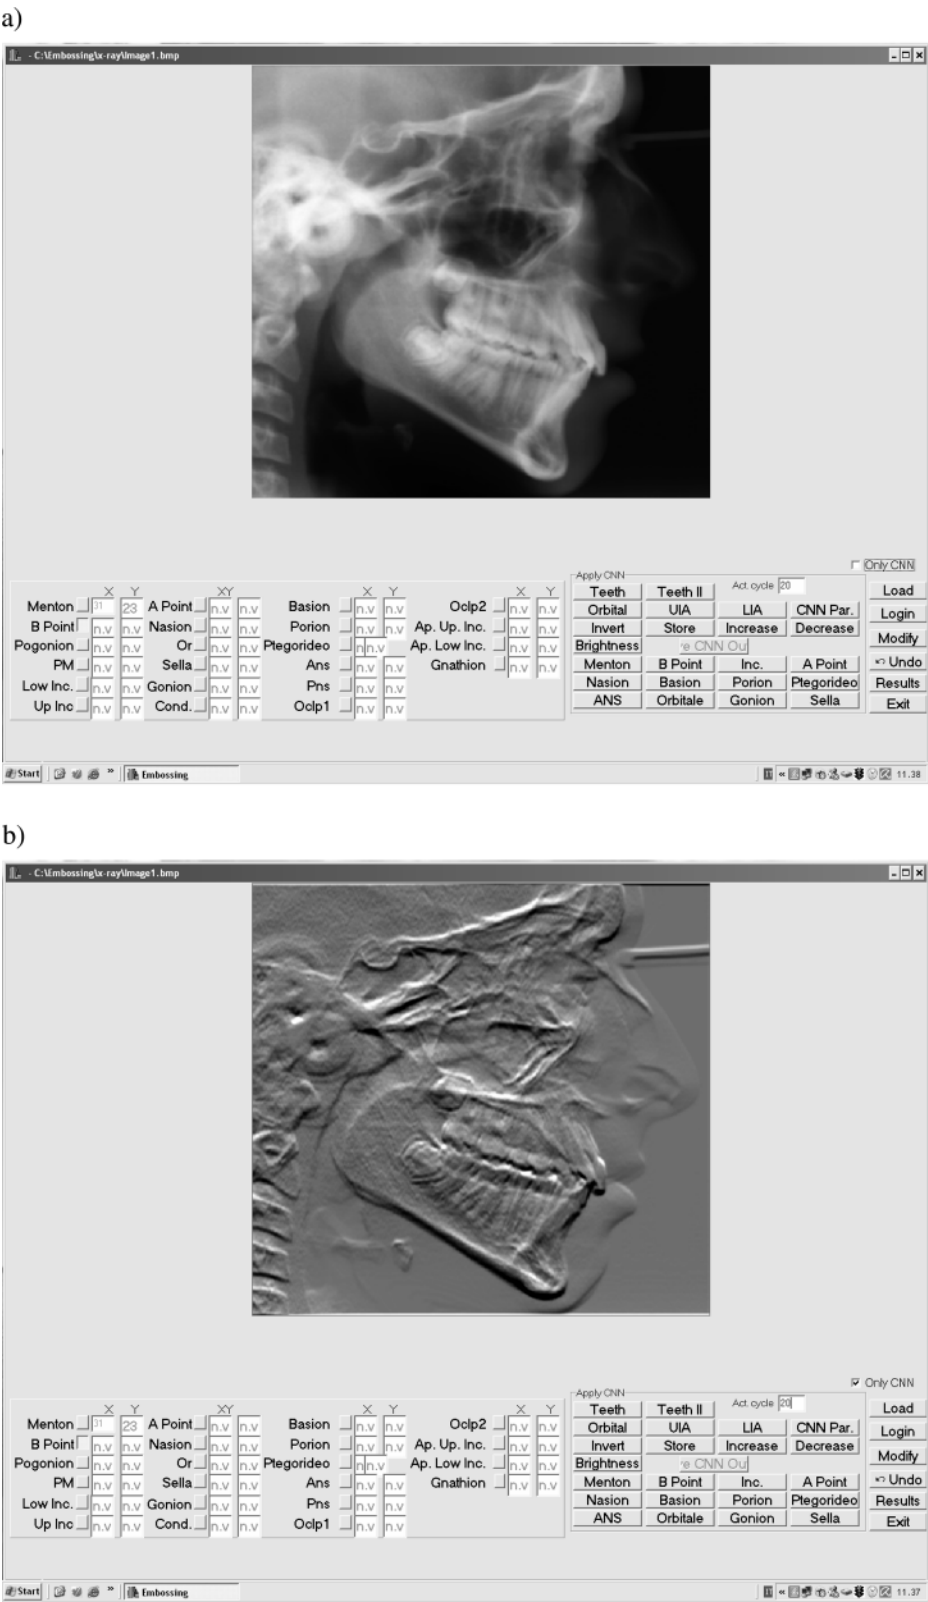 a)
- C:\Embossing\x-ray\Image1.bmp
Only CNN
Apply CNN
X Y XY X Y X Y
Act. cycle 20
Teeth Teeth II Load
Menton 31 23 A Point n.v n.v Basion n.v n.v Oclp2 n.v n.v Orbital UIA LIA CNN Par. Login
B Point n.v n.v Nasion n.v n.v Porion n.v n.v Ap. Up. Inc. n.v n.v Invert Store Increase Decrease
Pogonion n.v n.v Or n.v n.v Ptegorideo n n.v Ap. Low Inc. n.v n.v Brightness 'e CNN Ou Modify
PM n.v n.v Sella n.v n.v Ans n.v n.v Gnathion n.v n.v Menton B Point Inc. A Point Undo
Low Inc. n.v n.v Gonion n.v n.v Pns n.v n.v Nasion Basion Porion Ptegorideo Results
Up Inc n.v n.v Cond. n.v n.v Oclp1 n.v n.v ANS Orbitale Gonion Sella Exit
Start » Embossing « 11.38
b)
- C:\Embossing\x-ray\Image1.bmp
Only CNN
Apply CNN
X Y XY X Y X Y
Act. cycle 20
Teeth Teeth II Load
Menton 31 23 A Point n.v n.v Basion n.v n.v Oclp2 n.v n.v Orbital UIA LIA CNN Par. Login
B Point n.v n.v Nasion n.v n.v Porion n.v n.v Ap. Up. Inc. n.v n.v Invert Store Increase Decrease
Pogonion n.v n.v Or n.v n.v Ptegorideo n n.v Ap. Low Inc. n.v n.v Brightness 'e CNN Ou Modify
PM n.v n.v Sella n.v n.v Ans n.v n.v Gnathion n.v n.v Menton B Point Inc. A Point Undo
Low Inc. n.v n.v Gonion n.v n.v Pns n.v n.v Nasion Basion Porion Ptegorideo Results
Up Inc n.v n.v Cond. n.v n.v Oclp1 n.v n.v ANS Orbitale Gonion Sella Exit
Start » Embossing « 11.37